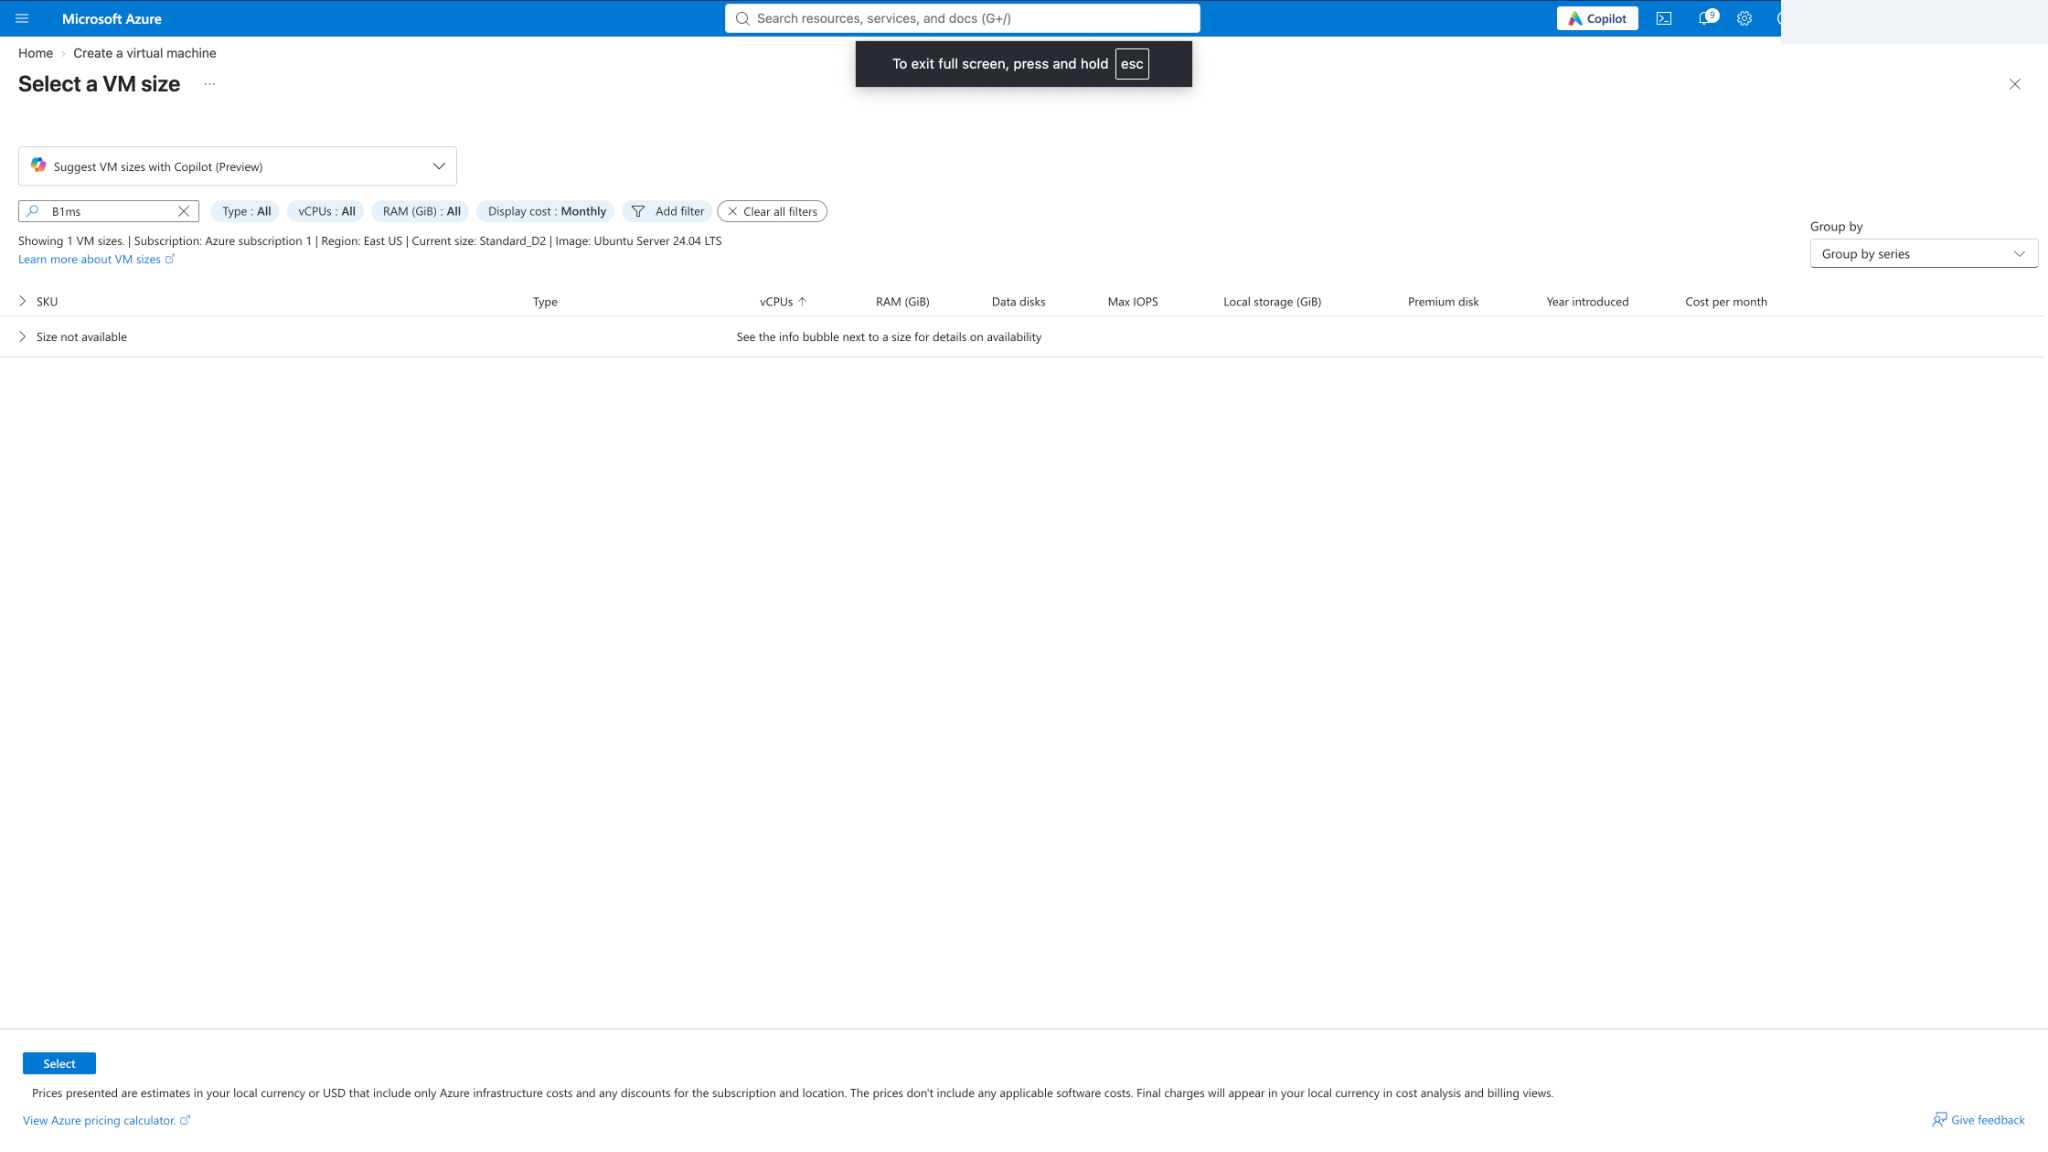 Microsoft Azure
Search resources, services, and docs (G+/)
Copilot
9
Home > Create a virtual machine
To exit full screen, press and hold esc
Select a VM size ...
Suggest VM sizes with Copilot (Preview)
B1ms
Type : All
vCPUs : All
RAM (GiB) : All
Display cost : Monthly
Add filter
Clear all filters
Group by
Showing 1 VM sizes. | Subscription: Azure subscription 1 | Region: East US | Current size: Standard_D2 | Image: Ubuntu Server 24.04 LTS
Group by series
Learn more about VM sizes
SKU Type vCPUs ↑ RAM (GiB) Data disks Max IOPS Local storage (GiB) Premium disk Year introduced Cost per month
Size not available See the info bubble next to a size for details on availability
Select
Prices presented are estimates in your local currency or USD that include only Azure infrastructure costs and any discounts for the subscription and location. The prices don't include any applicable software costs. Final charges will appear in your local currency in cost analysis and billing views.
View Azure pricing calculator.
Give feedback